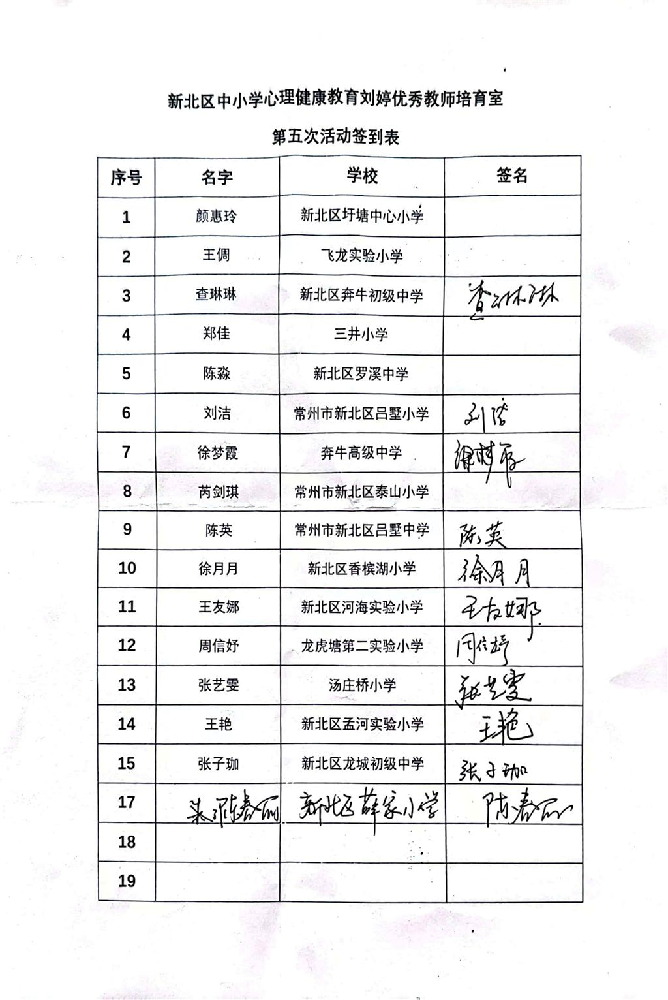 新北区中小学心理健康教育刘婷优秀教师培育室
第五次活动签到表
序号 名字 学校 签名
1 颜惠玲 新北区圩塘中心小学
2 王倜 飞龙实验小学
3 查琳琳 新北区奔牛初级中学 查琳琳
4 郑佳 三井小学
5 陈淼 新北区罗溪中学
6 刘洁 常州市新北区吕墅小学 刘洁
7 徐梦霞 奔牛高级中学 徐梦霞
8 芮剑琪 常州市新北区泰山小学
9 陈英 常州市新北区吕墅中学 陈英
10 徐月月 新北区香槟湖小学 徐月月
11 王友娜 新北区河海实验小学 王友娜
12 周信妤 龙虎塘第二实验小学 周信妤
13 张艺雯 汤庄桥小学 张艺雯
14 王艳 新北区孟河实验小学 王艳
15 张子珈 新北区龙城初级中学 张子珈
17 陈春丽 新北区薛家小学 陈春丽
18
19